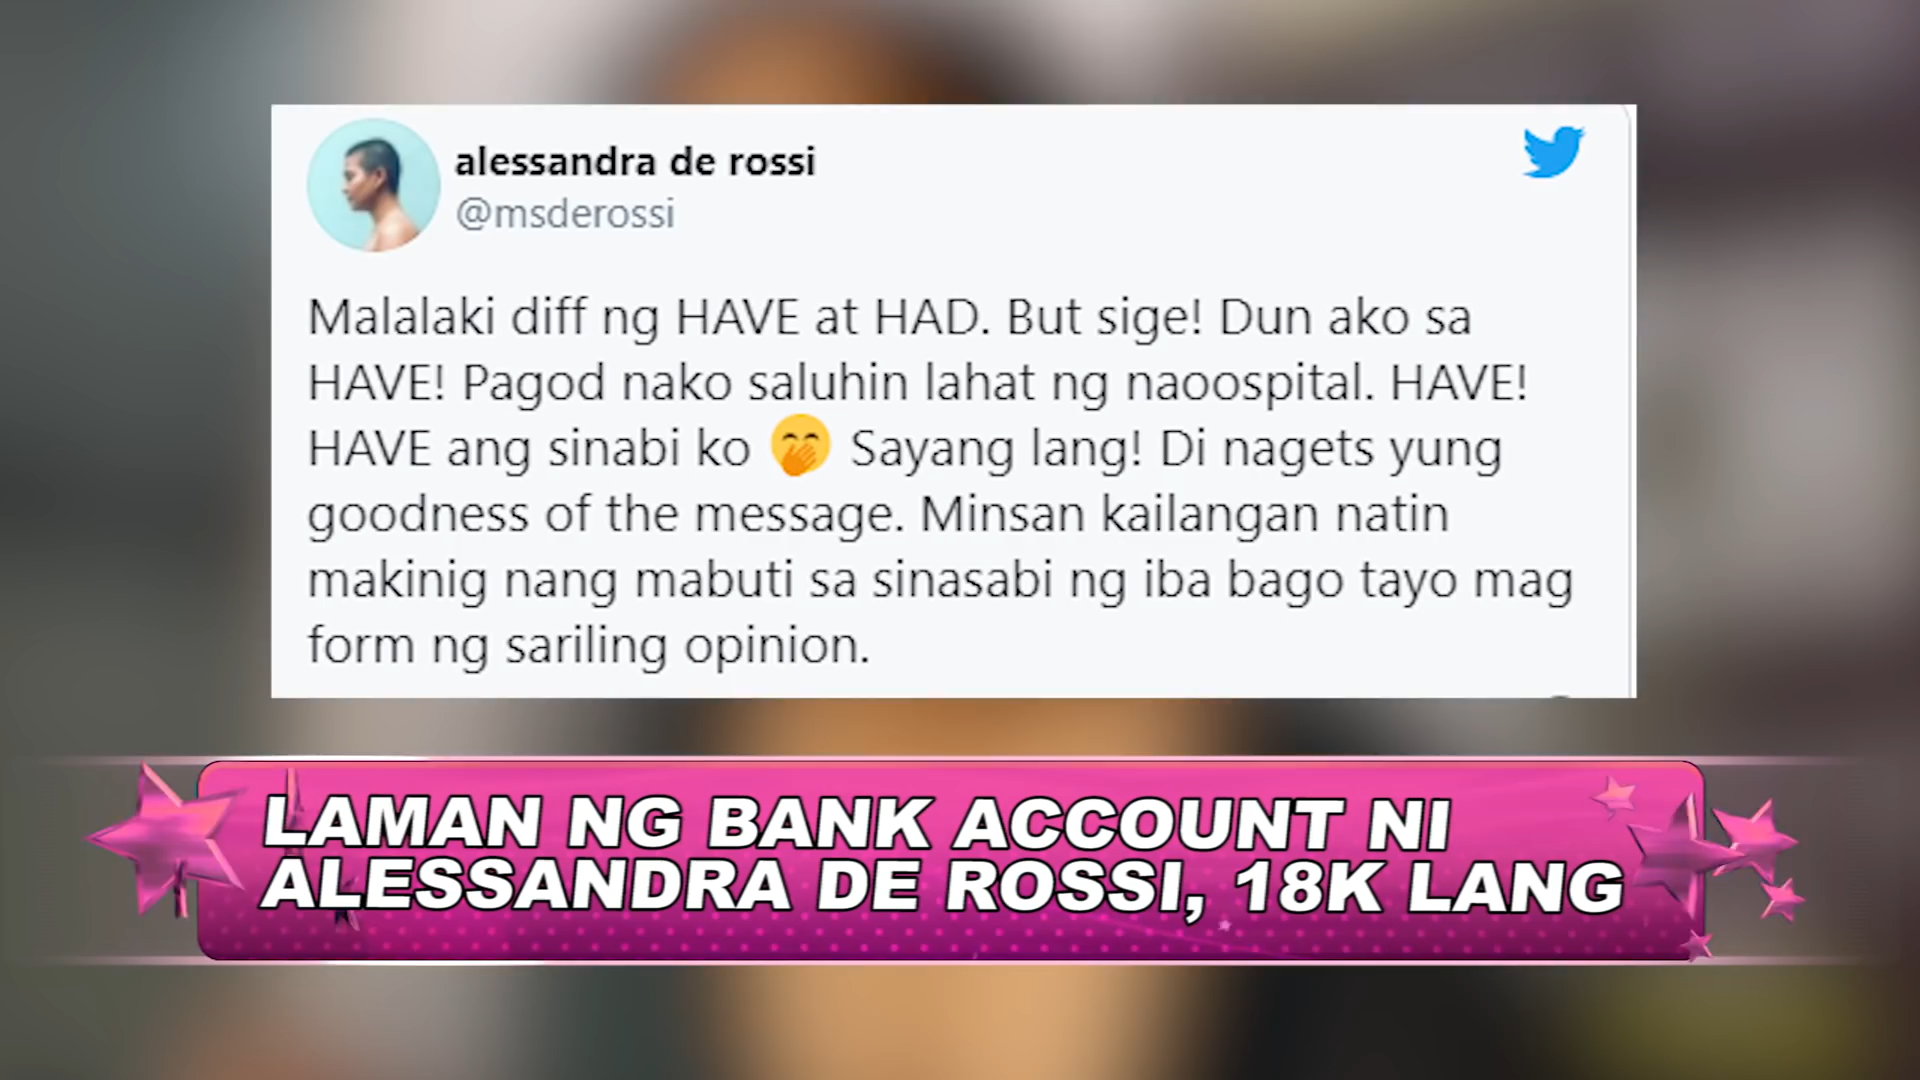 alessandra de rossi
@msderossi
Malalaki diff ng HAVE at HAD. But sige! Dun ako sa
HAVE! Pagod nako saluhin lahat ng naoospital. HAVE!
HAVE ang sinabi ko 🤭 Sayang lang! Di nagets yung
goodness of the message. Minsan kailangan natin
makinig nang mabuti sa sinasabi ng iba bago tayo mag
form ng sariling opinion.
LAMAN NG BANK ACCOUNT NI
ALESSANDRA DE ROSSI, 18K LANG